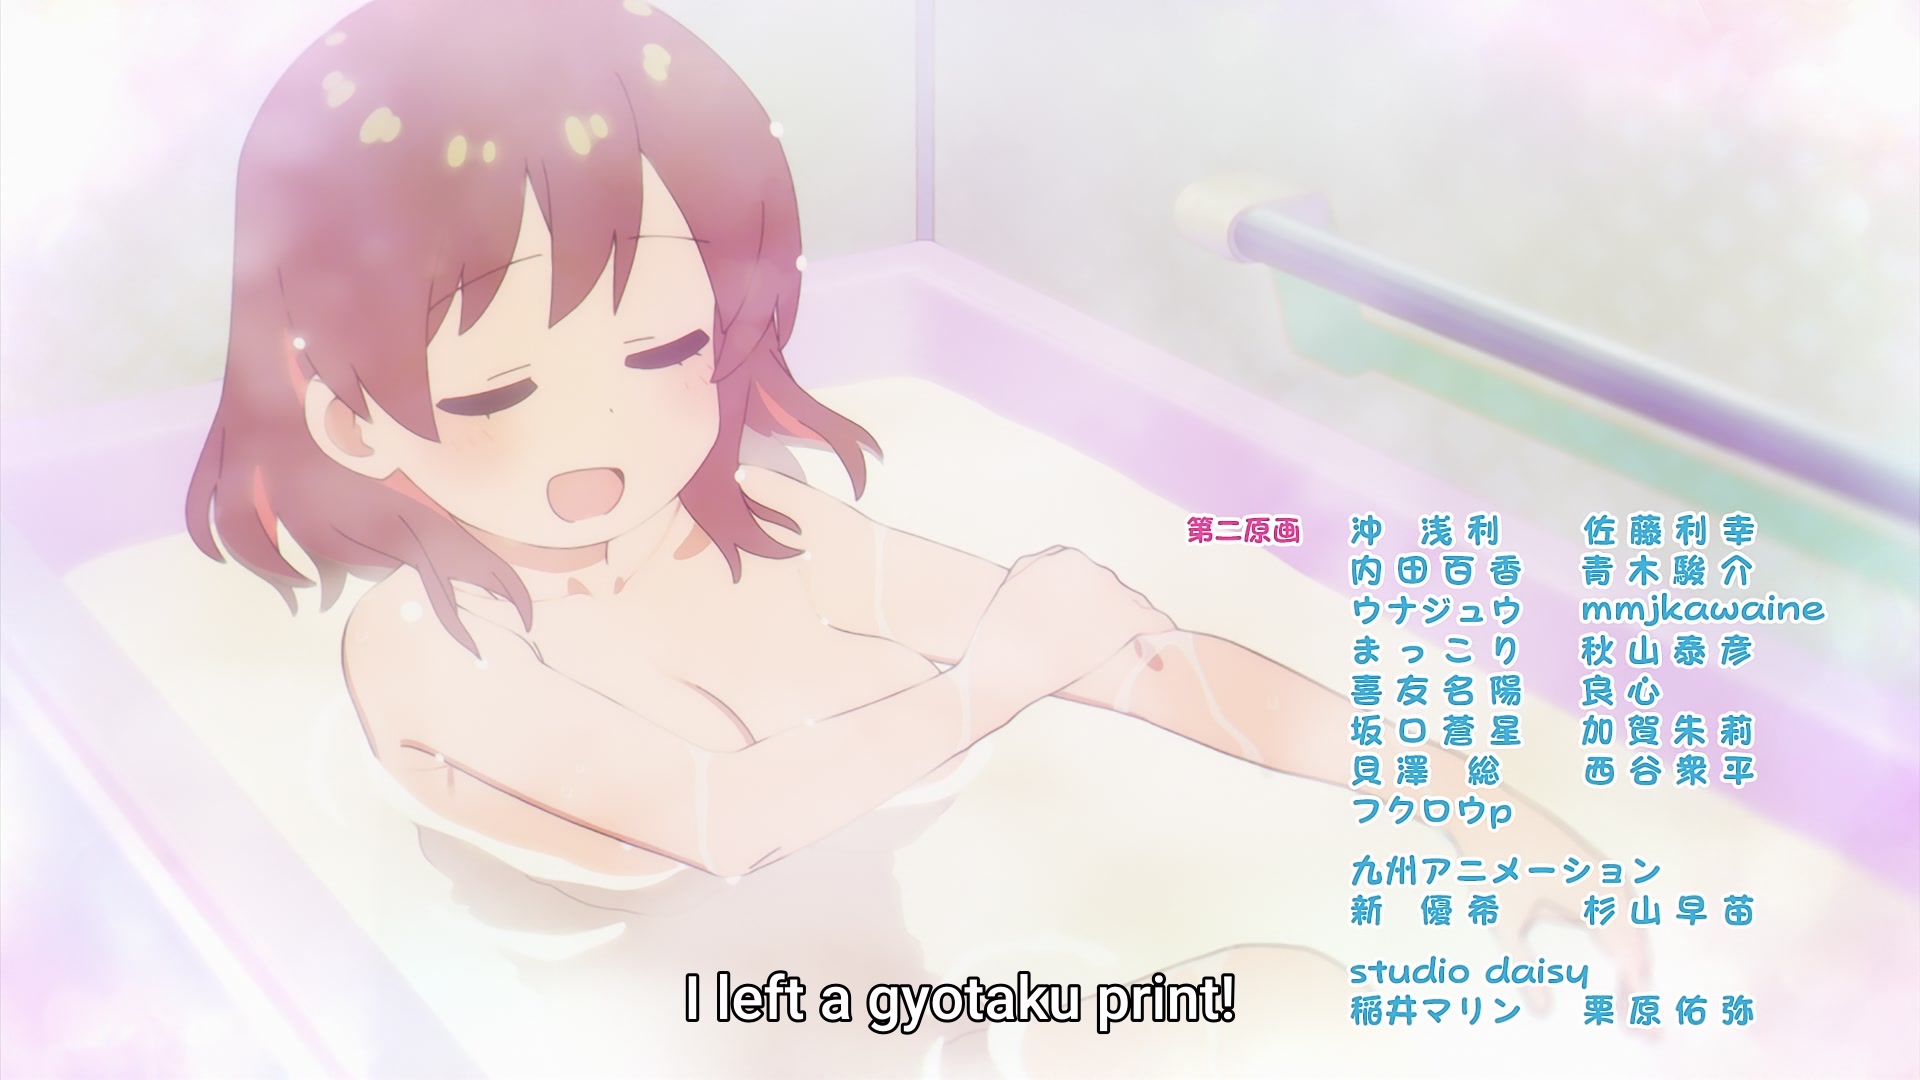 第二原画 沖 浅利 佐藤利幸
内田百香 青木駿介
ウナジュウ mmjkawaine
まっこり 秋山泰彦
喜友名陽 良心
坂口蒼星 加賀朱莉
貝澤 総 西谷衆平
フクロウp
九州アニメーション
新 優希 杉山早苗
studio daisy
稲井マリン 栗原佑弥
I left a gyotaku print!